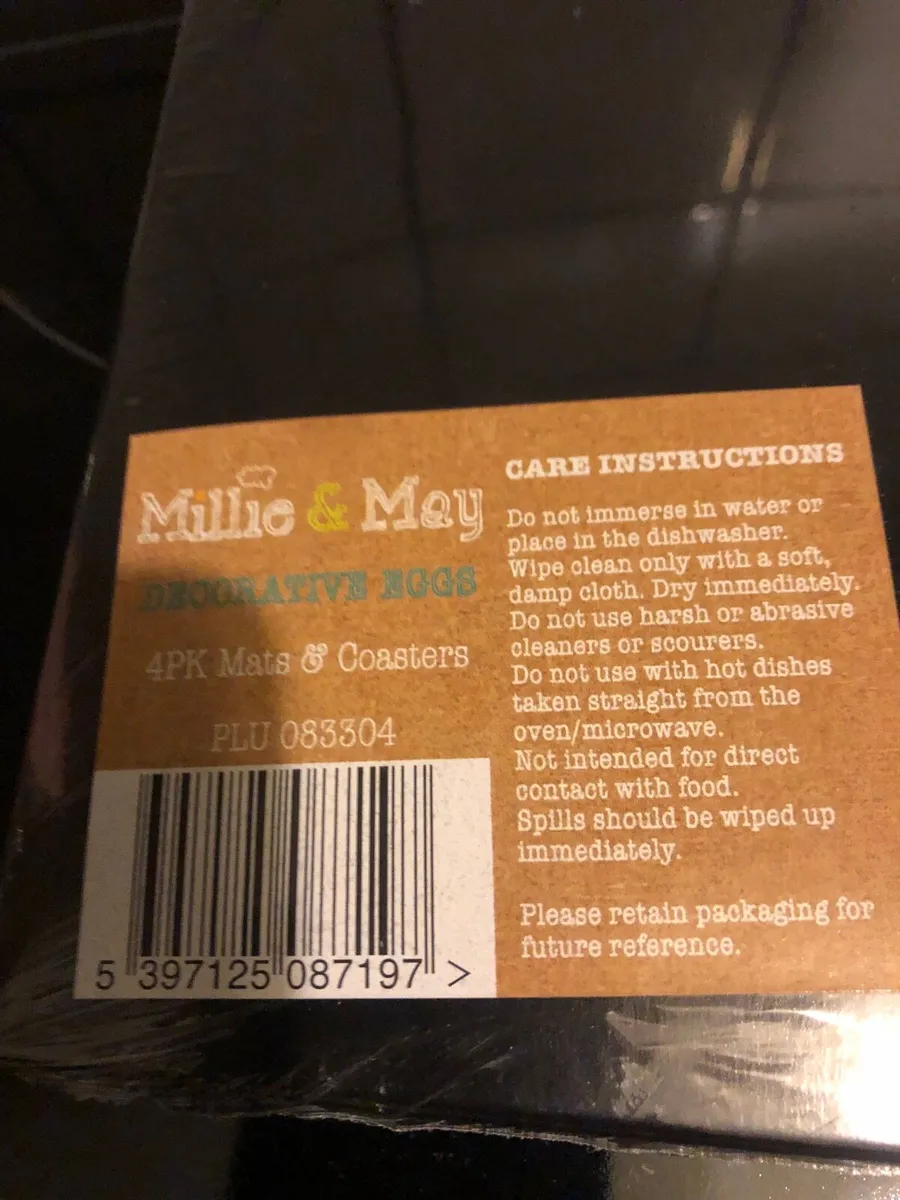 Millie & May
DECORATIVE EGGS
4PK Mats & Coasters
PLU 083304
5 397125 087197 >
CARE INSTRUCTIONS
Do not immerse in water or
place in the dishwasher.
Wipe clean only with a soft,
damp cloth. Dry immediately.
Do not use harsh or abrasive
cleaners or scourers.
Do not use with hot dishes
taken straight from the
oven/microwave.
Not intended for direct
contact with food.
Spills should be wiped up
immediately.
Please retain packaging for
future reference.